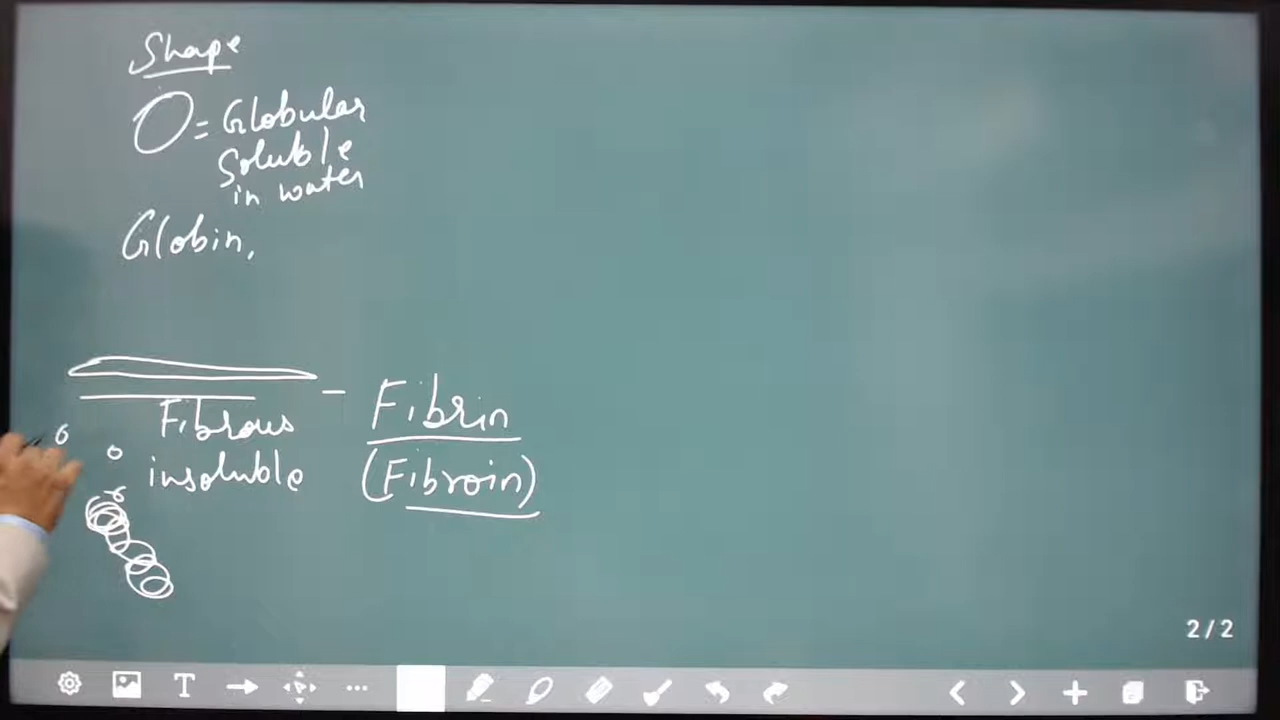 Shape
= Globular
Soluble
in water
Globin,
Fibrous - Fibrin
insoluble (Fibroin)
2/2
T